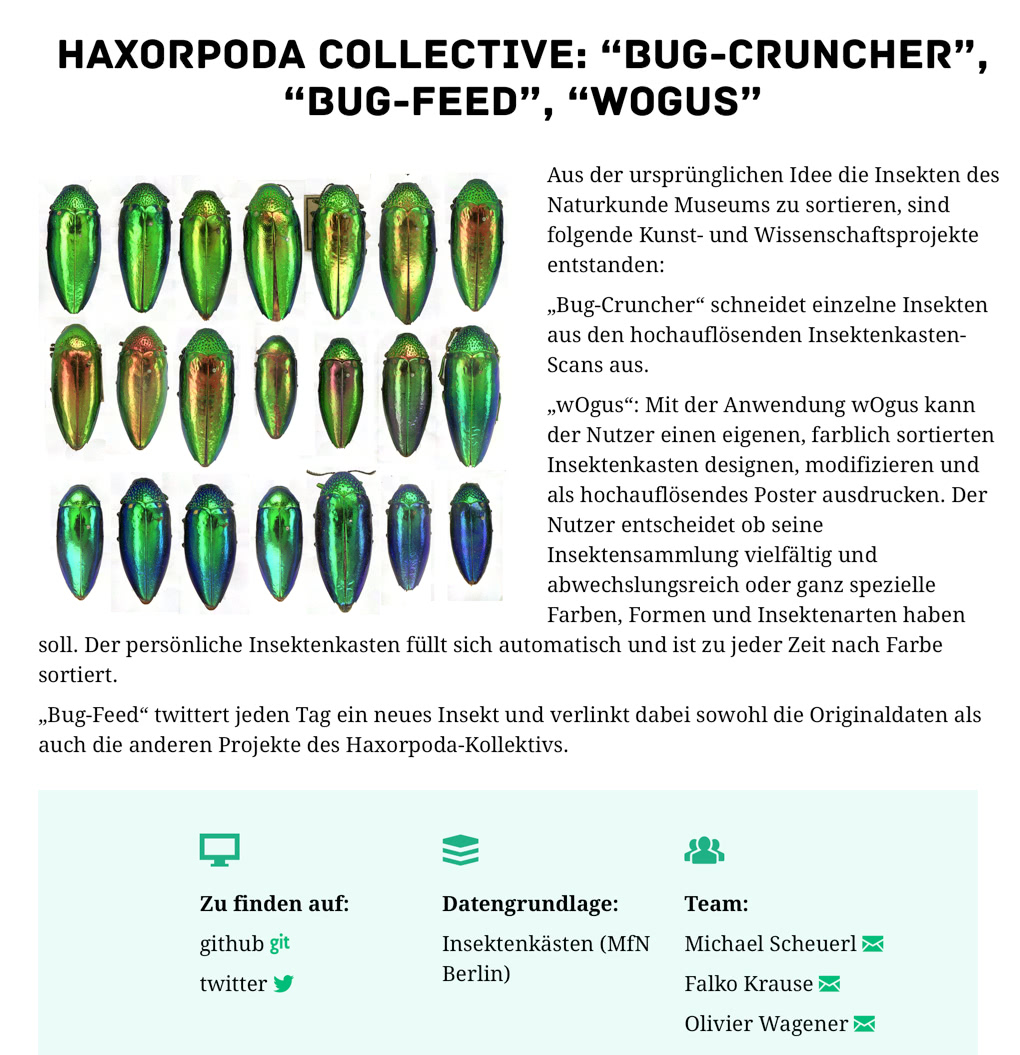 HAXORPODA COLLECTIVE: “BUG-CRUNCHER”,
“BUG-FEED”, “WOGUS”
Aus der ursprünglichen Idee die Insekten des
Naturkunde Museums zu sortieren, sind
folgende Kunst- und Wissenschaftsprojekte
entstanden:
„Bug-Cruncher“ schneidet einzelne Insekten
aus den hochauflösenden Insektenkasten-
Scans aus.
„wOgus“: Mit der Anwendung wOgus kann
der Nutzer einen eigenen, farblich sortierten
Insektenkasten designen, modifizieren und
als hochauflösendes Poster ausdrucken. Der
Nutzer entscheidet ob seine
Insektensammlung vielfältig und
abwechslungsreich oder ganz spezielle
Farben, Formen und Insektenarten haben
soll. Der persönliche Insektenkasten füllt sich automatisch und ist zu jeder Zeit nach Farbe
sortiert.
„Bug-Feed“ twittert jeden Tag ein neues Insekt und verlinkt dabei sowohl die Originaldaten als
auch die anderen Projekte des Haxorpoda-Kollektivs.
Zu finden auf:
github git
twitter
Datengrundlage:
Insektenkästen (MfN
Berlin)
Team:
Michael Scheuerl
Falko Krause
Olivier Wagener